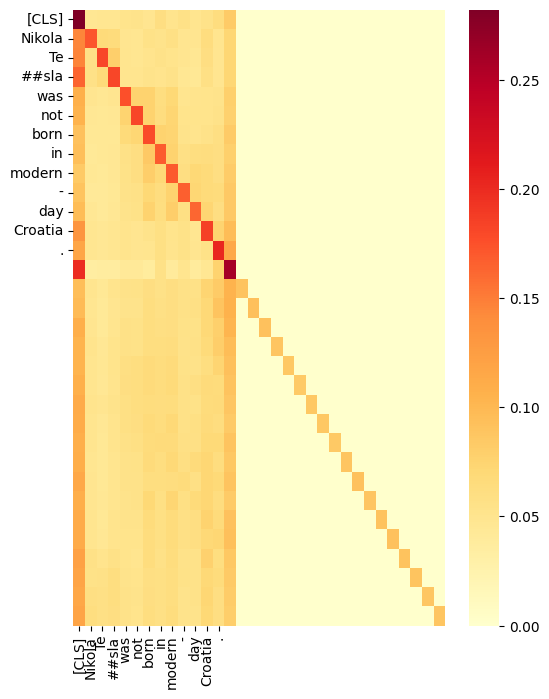 [CLS]
Nikola
Te
##sla
was
not
born
in
modern
-
day
Croatia
.
0.25
0.20
0.15
0.10
0.05
0.00
[CLS]
Nikola
Te
##sla
was
not
born
in
modern
-
day
Croatia
.